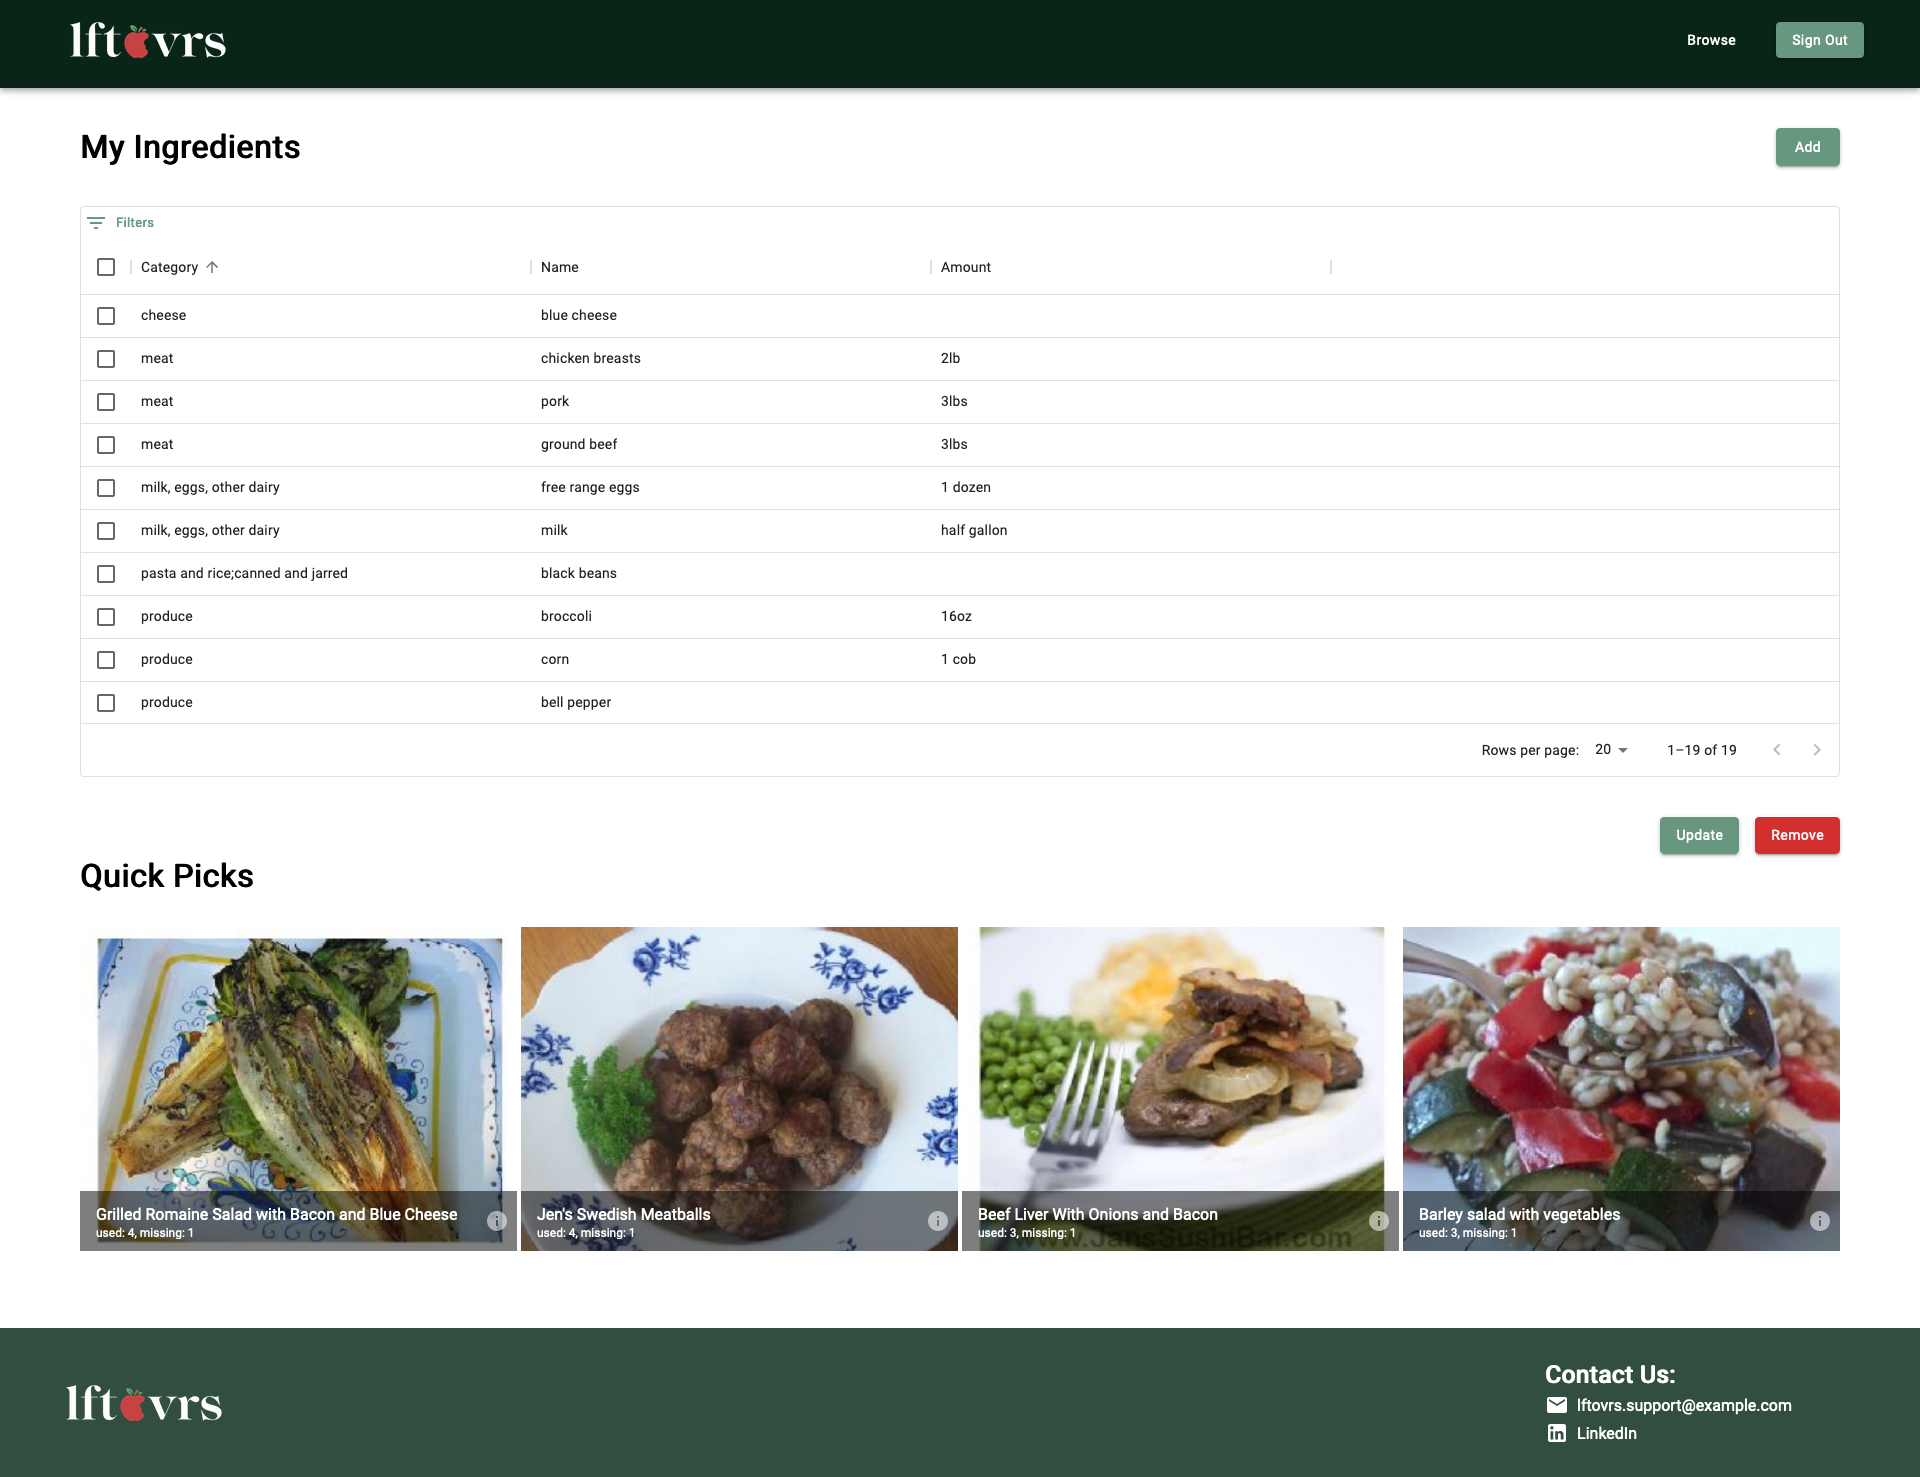 lftovrs
Browse
Sign Out
My Ingredients
Add
Filters
Category Name Amount
cheese blue cheese
meat chicken breasts 2lb
meat pork 3lbs
meat ground beef 3lbs
milk, eggs, other dairy free range eggs 1 dozen
milk, eggs, other dairy milk half gallon
pasta and rice;canned and jarred black beans
produce broccoli 16oz
produce corn 1 cob
produce bell pepper
Rows per page: 20 1–19 of 19
Update Remove
Quick Picks
Grilled Romaine Salad with Bacon and Blue Cheese
used: 4, missing: 1
Jen's Swedish Meatballs
used: 4, missing: 1
Beef Liver With Onions and Bacon
used: 3, missing: 1
Barley salad with vegetables
used: 3, missing: 1
lftovrs
Contact Us:
lftovrs.support@example.com
LinkedIn